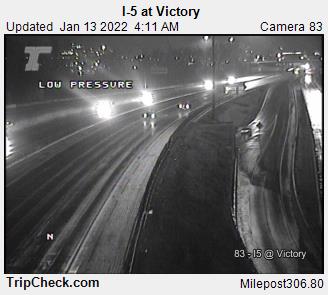 I-5 at Victory
Updated Jan 13 2022 4:11 AM Camera 83
T
LOW PRESSURE
N
83 - I5 @ Victory
TripCheck.com Milepost306.80